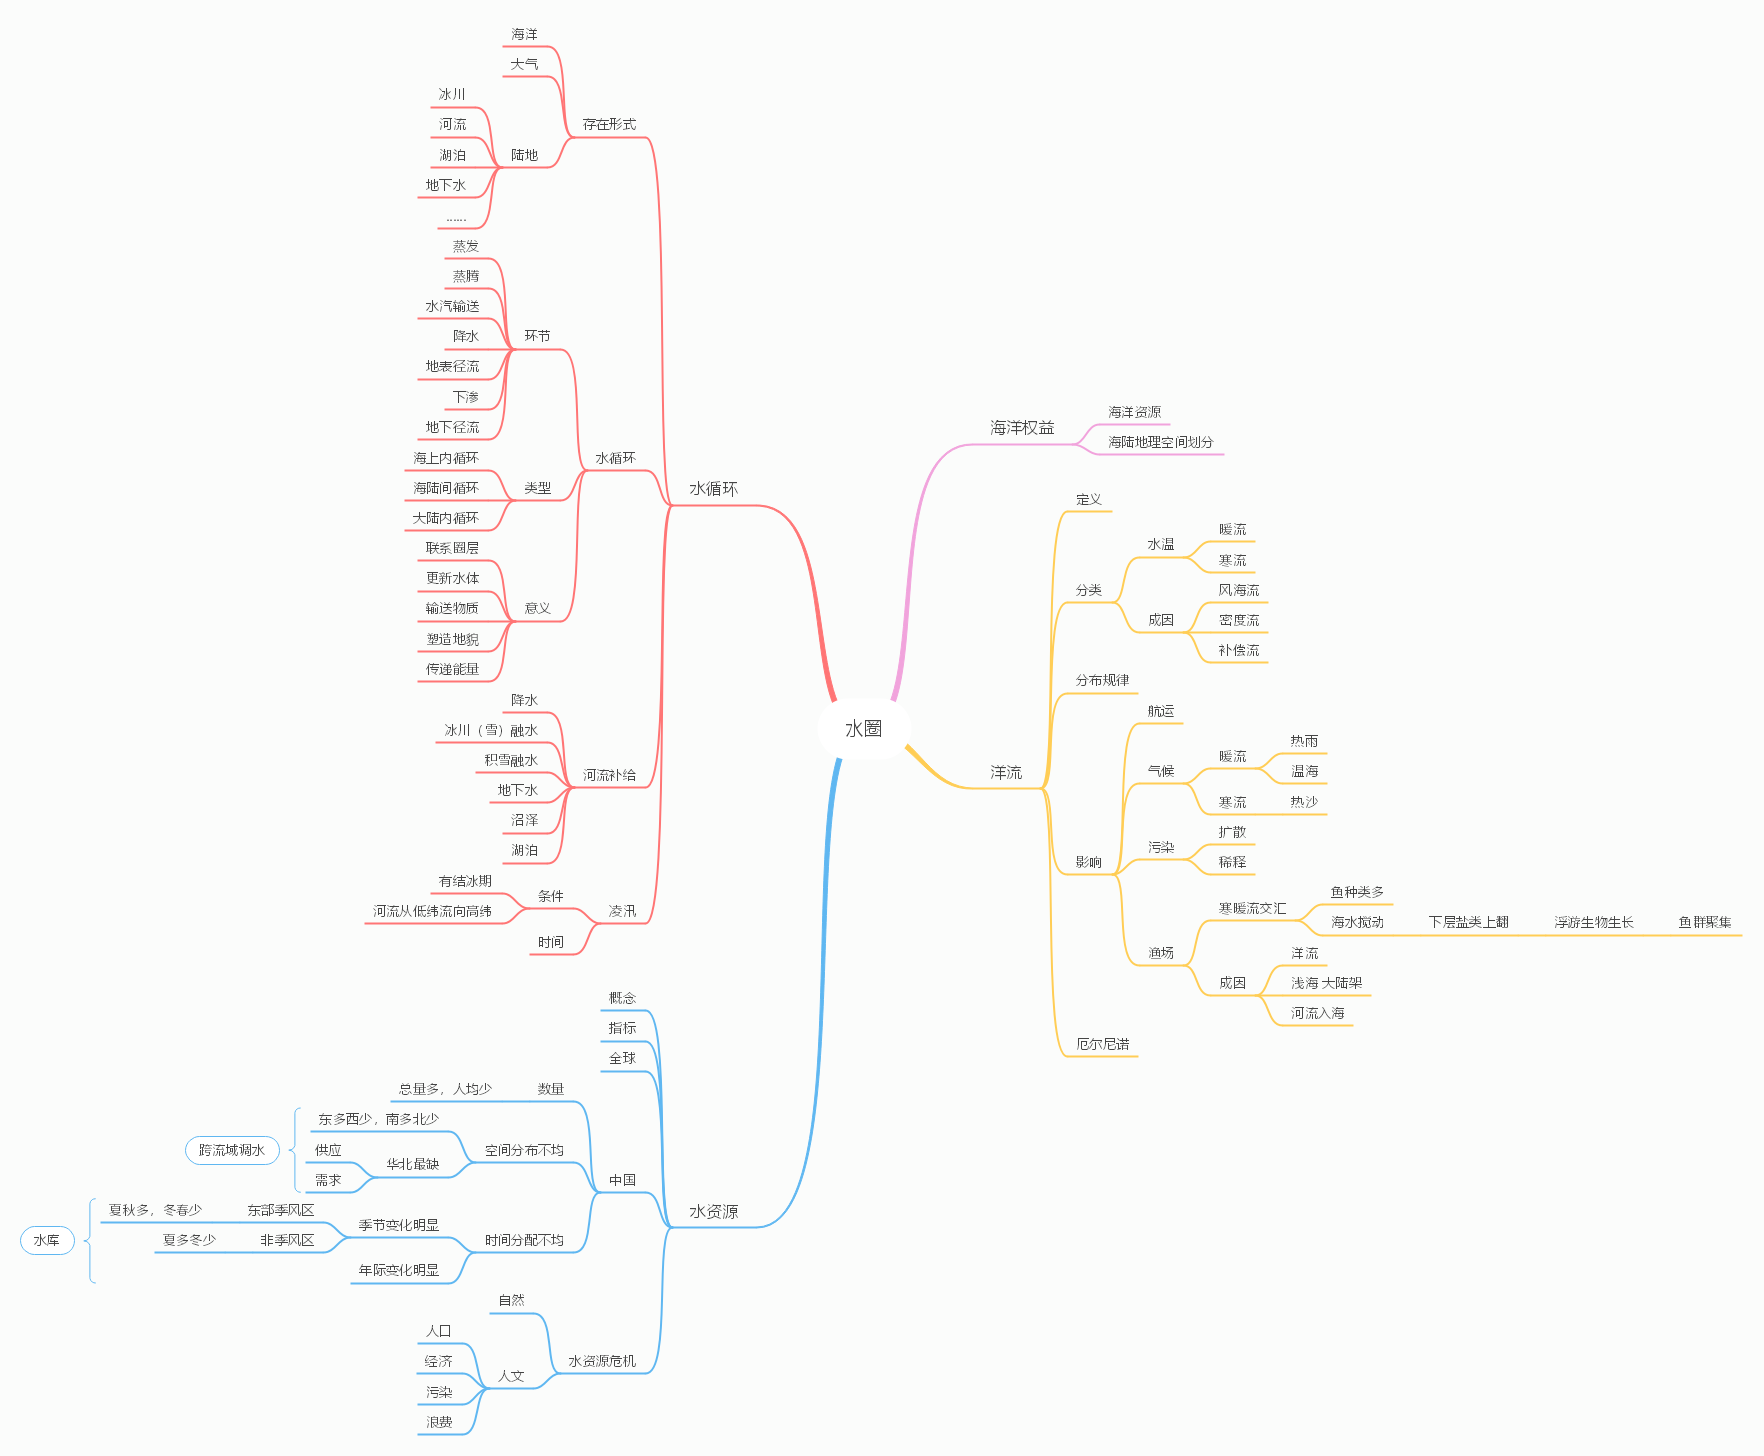 水圈
水循环
存在形式
海洋
大气
陆地
冰川
河流
湖泊
地下水
……
水循环
环节
蒸发
蒸腾
水汽输送
降水
地表径流
下渗
地下径流
类型
海上内循环
海陆间循环
大陆内循环
意义
联系圈层
更新水体
输送物质
塑造地貌
传递能量
河流补给
降水
冰川（雪）融水
积雪融水
地下水
沼泽
湖泊
凌汛
条件
有结冰期
河流从低纬流向高纬
时间
水资源
概念
指标
全球
中国
数量
总量多，人均少
空间分布不均
东多西少，南多北少
华北最缺
供应
需求
跨流域调水
时间分配不均
季节变化明显
东部季风区
夏秋多，冬春少
非季风区
夏多冬少
年际变化明显
水库
水资源危机
自然
人文
人口
经济
污染
浪费
海洋权益
海洋资源
海陆地理空间划分
洋流
定义
分类
水温
暖流
寒流
成因
风海流
密度流
补偿流
分布规律
影响
航运
气候
暖流
热雨
温海
寒流
热沙
污染
扩散
稀释
渔场
寒暖流交汇
鱼种类多
海水搅动
下层盐类上翻
浮游生物生长
鱼群聚集
成因
洋流
浅海 大陆架
河流入海
厄尔尼诺